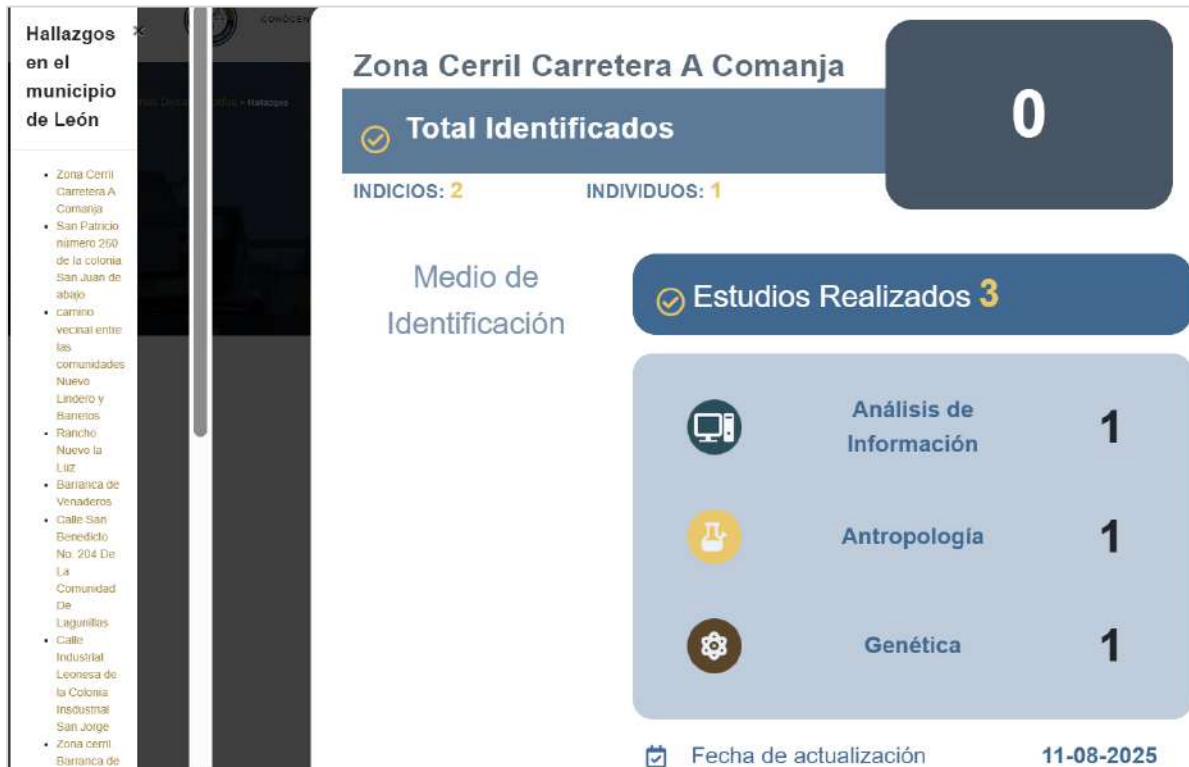 Hallazgos
en el
municipio
de León
×
Zona Cerril
Carretera A
Comanja
San Patricio
número 260
de la colonia
San Juan de
abajo
camino
vecinal entre
las
comunidades
Nuevo
Lindero y
Barretos
Rancho
Nuevo la
Luz
Barranca de
Venaderos
Calle San
Benedicto
No. 204 De
La
Comunidad
De
Lagunillas
Calle
Industrial
Leonesa de
la Colonia
Insdustrial
San Jorge
Zona cerril
Barranca de
CONÓCEN
» Hallazgos
Zona Cerril Carretera A Comanja
Total Identificados
0
INDICIOS: 2 INDIVIDUOS: 1
Medio de
Identificación
Estudios Realizados 3
Análisis de
Información
1
Antropología 1
Genética 1
Fecha de actualización 11-08-2025